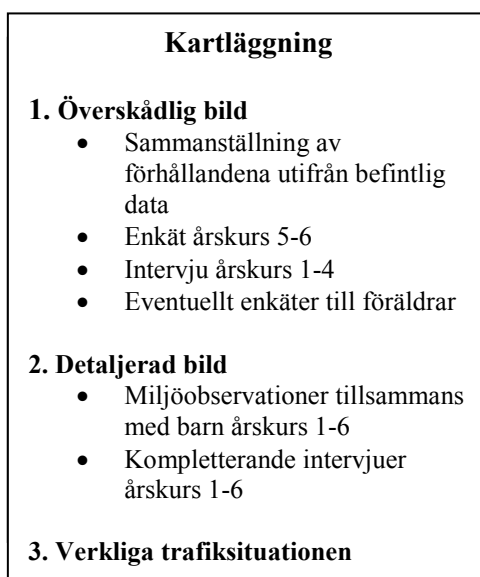 Kartläggning
1. Överskådlig bild
• Sammanställning av
förhållandena utifrån befintlig
data
• Enkät årskurs 5-6
• Intervju årskurs 1-4
• Eventuellt enkäter till föräldrar
2. Detaljerad bild
• Miljöobservationer tillsammans
med barn årskurs 1-6
• Kompletterande intervjuer
årskurs 1-6
3. Verkliga trafiksituationen